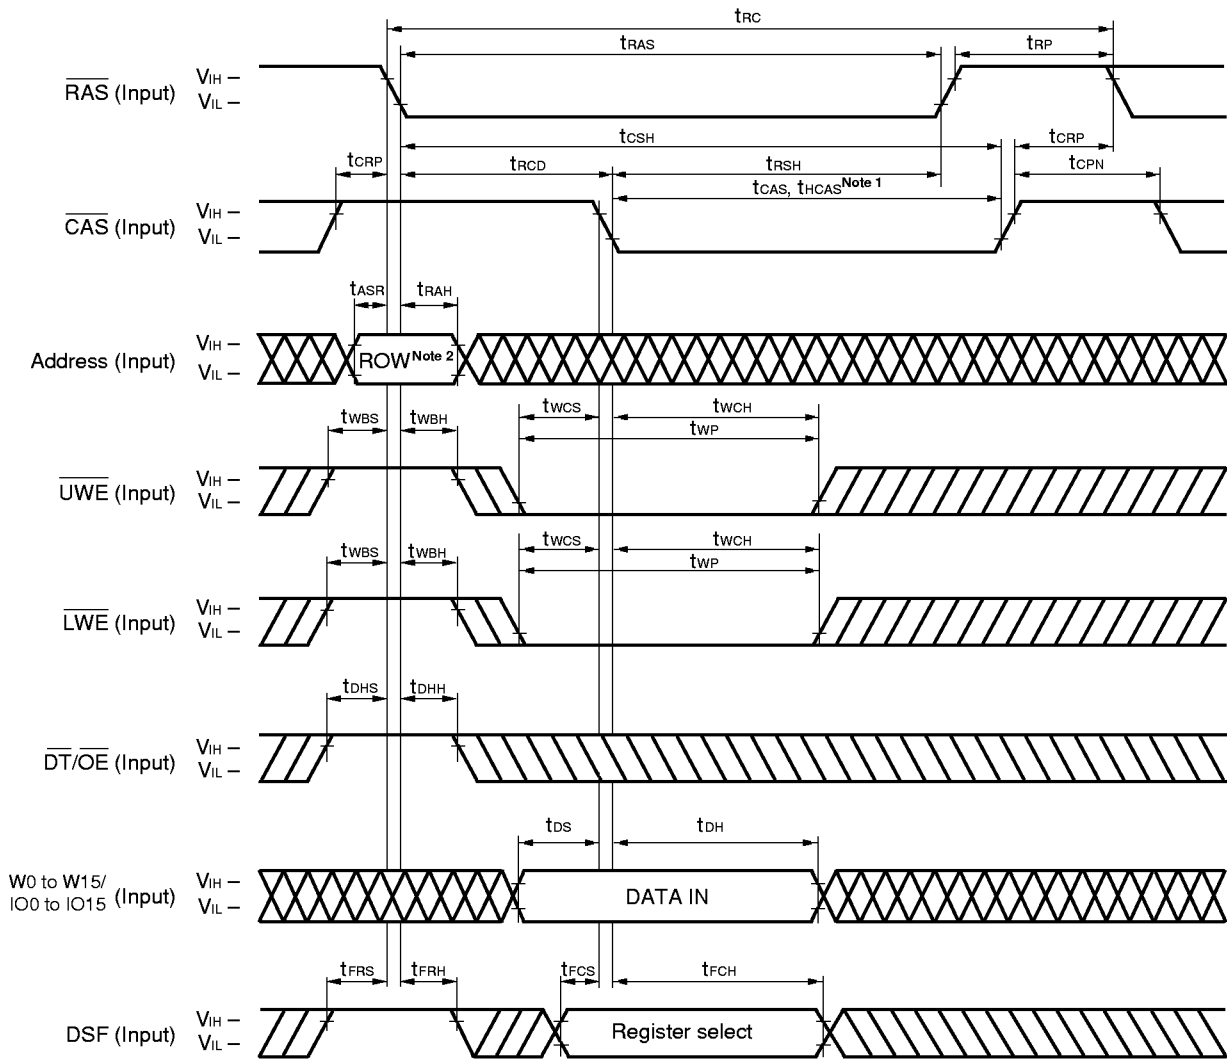 tRC
tRAS
tRP
RAS (Input)
VIH –
VIL –
tCSH
tCRP
tCRP
tRCD
tRSH
tCPN
tCAS, tHCAS Note 1
CAS (Input)
VIH –
VIL –
tASR
tRAH
Address (Input)
VIH –
VIL –
ROW Note 2
tWBS
tWBH
tWCS
tWCH
tWP
UWE (Input)
VIH –
VIL –
tWBS
tWBH
tWCS
tWCH
tWP
LWE (Input)
VIH –
VIL –
tDHS
tDHH
DT/OE (Input)
VIH –
VIL –
tDS
tDH
W0 to W15/
IO0 to IO15 (Input)
VIH –
VIL –
DATA IN
tFRS
tFRH
tFCS
tFCH
DSF (Input)
VIH –
VIL –
Register select